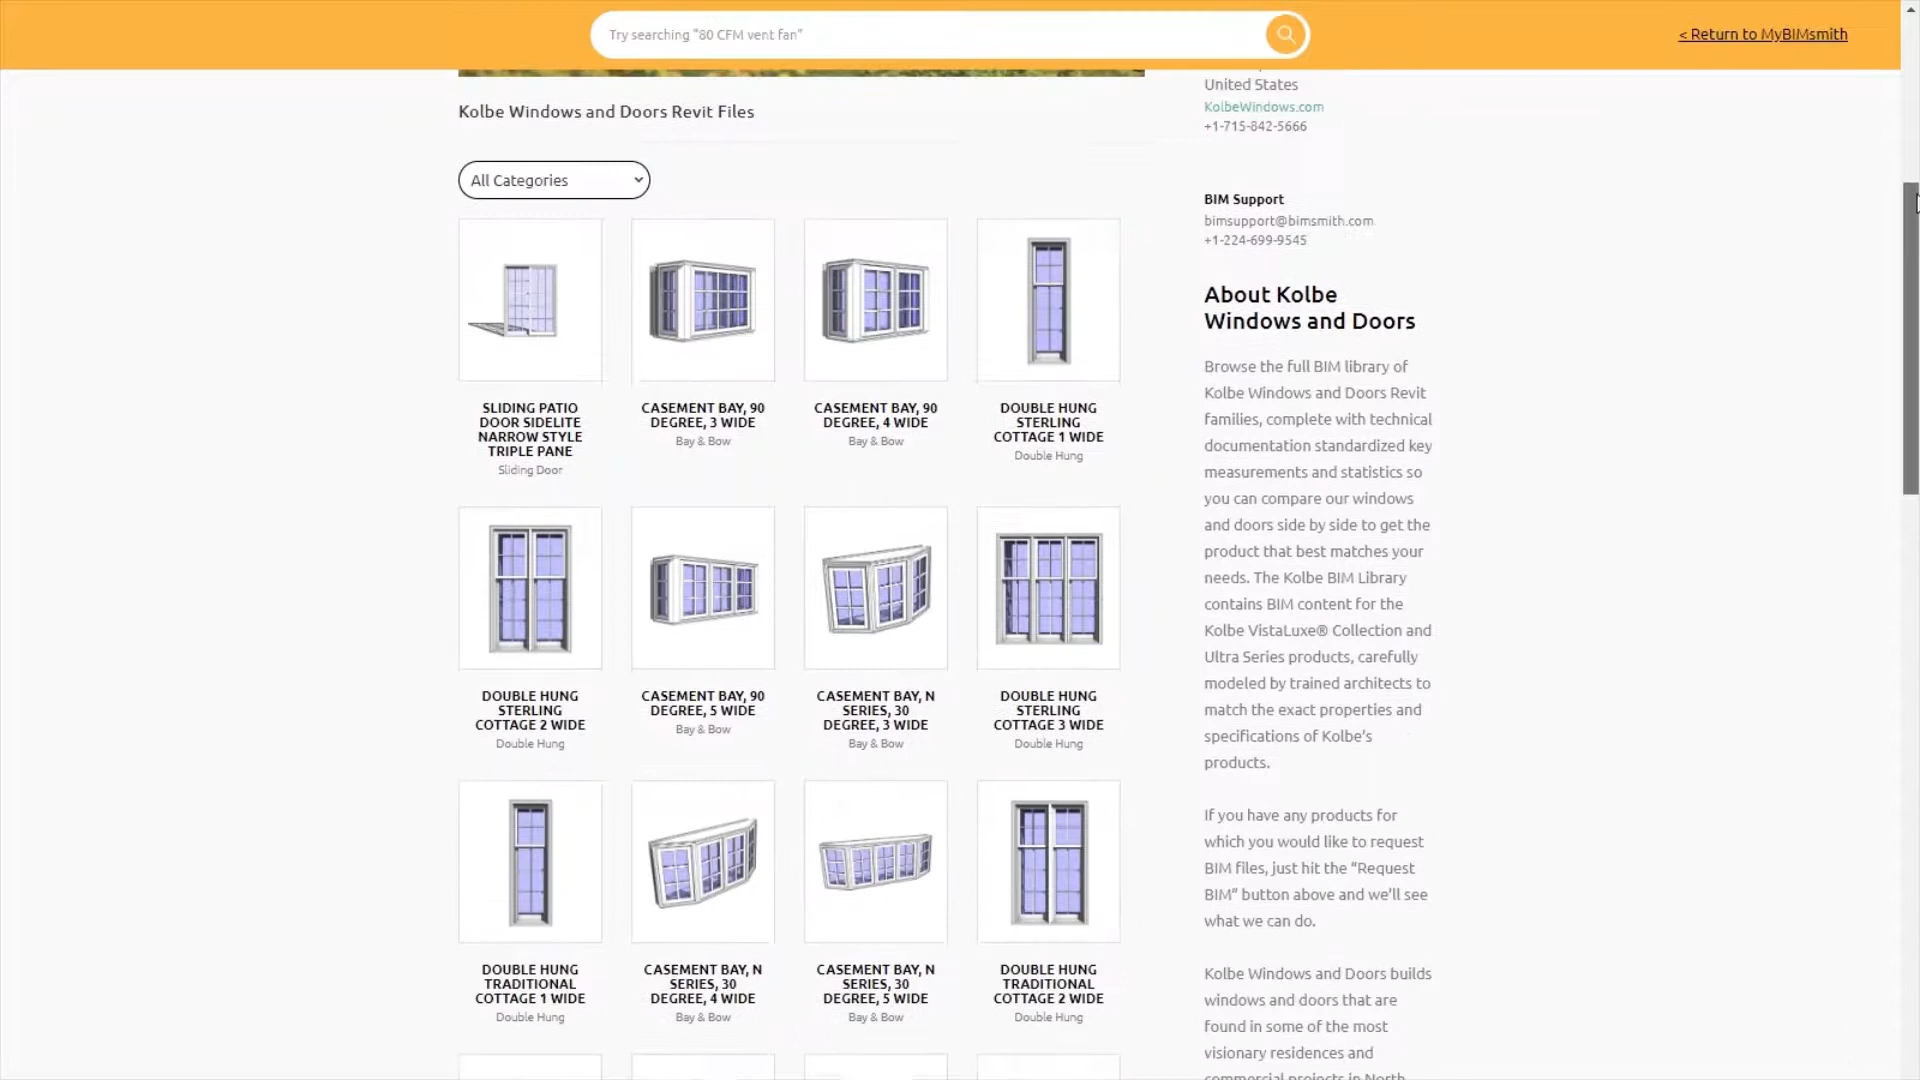 Try searching "80 CFM vent fan"
< Return to MyBIMsmith
Kolbe Windows and Doors Revit Files
All Categories
SLIDING PATIO
DOOR SIDELITE
NARROW STYLE
TRIPLE PANE
Sliding Door
CASEMENT BAY, 90
DEGREE, 3 WIDE
Bay & Bow
CASEMENT BAY, 90
DEGREE, 4 WIDE
Bay & Bow
DOUBLE HUNG
STERLING
COTTAGE 1 WIDE
Double Hung
DOUBLE HUNG
STERLING
COTTAGE 2 WIDE
Double Hung
CASEMENT BAY, 90
DEGREE, 5 WIDE
Bay & Bow
CASEMENT BAY, N
SERIES, 30
DEGREE, 3 WIDE
Bay & Bow
DOUBLE HUNG
STERLING
COTTAGE 3 WIDE
Double Hung
DOUBLE HUNG
TRADITIONAL
COTTAGE 1 WIDE
Double Hung
CASEMENT BAY, N
SERIES, 30
DEGREE, 4 WIDE
Bay & Bow
CASEMENT BAY, N
SERIES, 30
DEGREE, 5 WIDE
Bay & Bow
DOUBLE HUNG
TRADITIONAL
COTTAGE 2 WIDE
Double Hung
United States
KolbeWindows.com
+1-715-842-5666
BIM Support
bimsupport@bimsmith.com
+1-224-699-9545
About Kolbe
Windows and Doors
Browse the full BIM library of
Kolbe Windows and Doors Revit
families, complete with technical
documentation standardized key
measurements and statistics so
you can compare our windows
and doors side by side to get the
product that best matches your
needs. The Kolbe BIM Library
contains BIM content for the
Kolbe VistaLuxe® Collection and
Ultra Series products, carefully
modeled by trained architects to
match the exact properties and
specifications of Kolbe's
products.
If you have any products for
which you would like to request
BIM files, just hit the “Request
BIM” button above and we'll see
what we can do.
Kolbe Windows and Doors builds
windows and doors that are
found in some of the most
visionary residences and
commercial projects in North